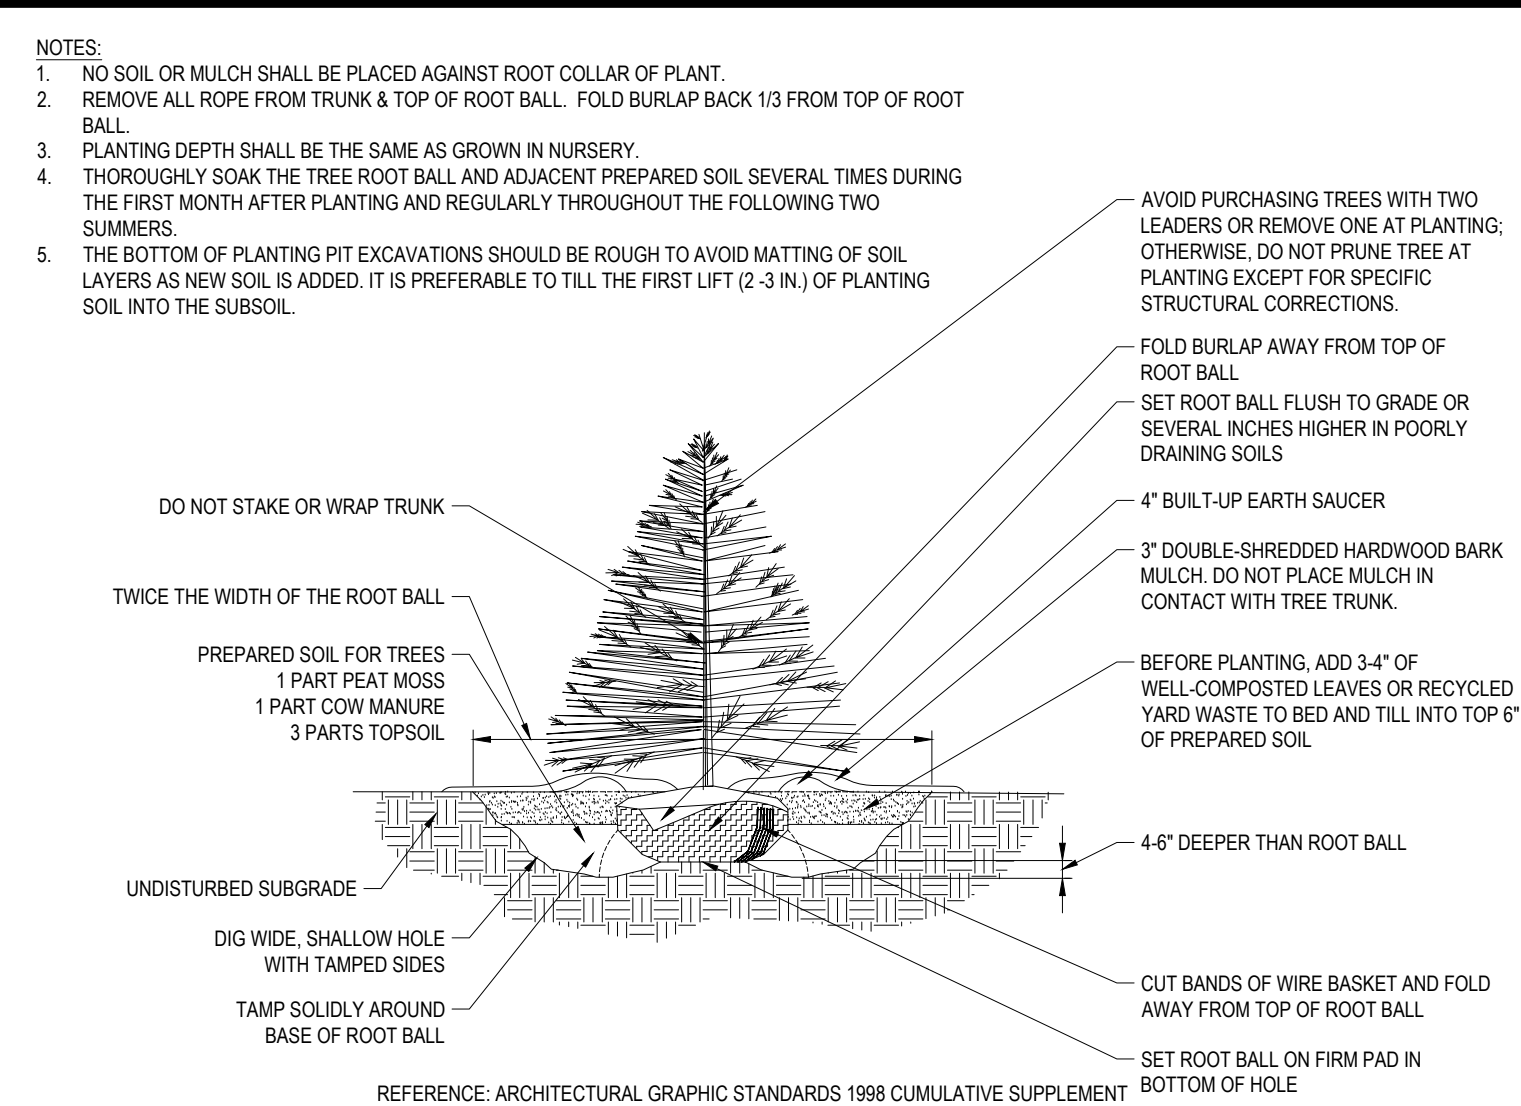 NOTES:
1. NO SOIL OR MULCH SHALL BE PLACED AGAINST ROOT COLLAR OF PLANT.
2. REMOVE ALL ROPE FROM TRUNK & TOP OF ROOT BALL. FOLD BURLAP BACK 1/3 FROM TOP OF ROOT
BALL.
3. PLANTING DEPTH SHALL BE THE SAME AS GROWN IN NURSERY.
4. THOROUGHLY SOAK THE TREE ROOT BALL AND ADJACENT PREPARED SOIL SEVERAL TIMES DURING
THE FIRST MONTH AFTER PLANTING AND REGULARLY THROUGHOUT THE FOLLOWING TWO
SUMMERS.
5. THE BOTTOM OF PLANTING PIT EXCAVATIONS SHOULD BE ROUGH TO AVOID MATTING OF SOIL
LAYERS AS NEW SOIL IS ADDED. IT IS PREFERABLE TO TILL THE FIRST LIFT (2 -3 IN.) OF PLANTING
SOIL INTO THE SUBSOIL.
DO NOT STAKE OR WRAP TRUNK
TWICE THE WIDTH OF THE ROOT BALL
PREPARED SOIL FOR TREES
1 PART PEAT MOSS
1 PART COW MANURE
3 PARTS TOPSOIL
UNDISTURBED SUBGRADE
DIG WIDE, SHALLOW HOLE
WITH TAMPED SIDES
TAMP SOLIDLY AROUND
BASE OF ROOT BALL
AVOID PURCHASING TREES WITH TWO
LEADERS OR REMOVE ONE AT PLANTING;
OTHERWISE, DO NOT PRUNE TREE AT
PLANTING EXCEPT FOR SPECIFIC
STRUCTURAL CORRECTIONS.
FOLD BURLAP AWAY FROM TOP OF
ROOT BALL
SET ROOT BALL FLUSH TO GRADE OR
SEVERAL INCHES HIGHER IN POORLY
DRAINING SOILS
4" BUILT-UP EARTH SAUCER
3" DOUBLE-SHREDDED HARDWOOD BARK
MULCH. DO NOT PLACE MULCH IN
CONTACT WITH TREE TRUNK.
BEFORE PLANTING, ADD 3-4" OF
WELL-COMPOSTED LEAVES OR RECYCLED
YARD WASTE TO BED AND TILL INTO TOP 6"
OF PREPARED SOIL
4-6" DEEPER THAN ROOT BALL
CUT BANDS OF WIRE BASKET AND FOLD
AWAY FROM TOP OF ROOT BALL
SET ROOT BALL ON FIRM PAD IN
BOTTOM OF HOLE
REFERENCE: ARCHITECTURAL GRAPHIC STANDARDS 1998 CUMULATIVE SUPPLEMENT